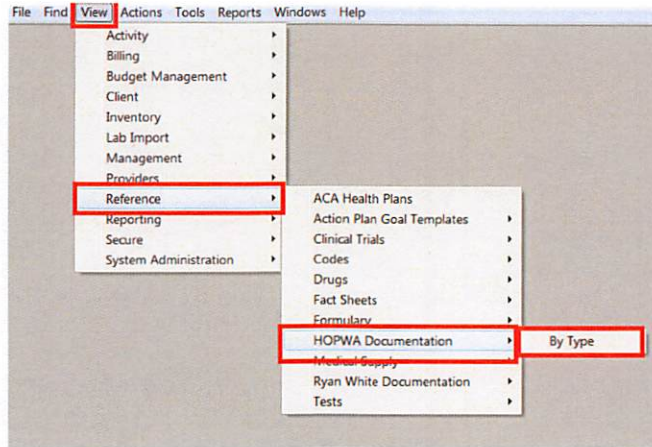 File Find View Actions Tools Reports Windows Help
Activity
Billing
Budget Management
Client
Inventory
Lab Import
Management
Providers
Reference
Reporting
Secure
System Administration
ACA Health Plans
Action Plan Goal Templates
Clinical Trials
Codes
Drugs
Fact Sheets
Formulary
HOPWA Documentation
Medical Supply
Ryan White Documentation
Tests
By Type